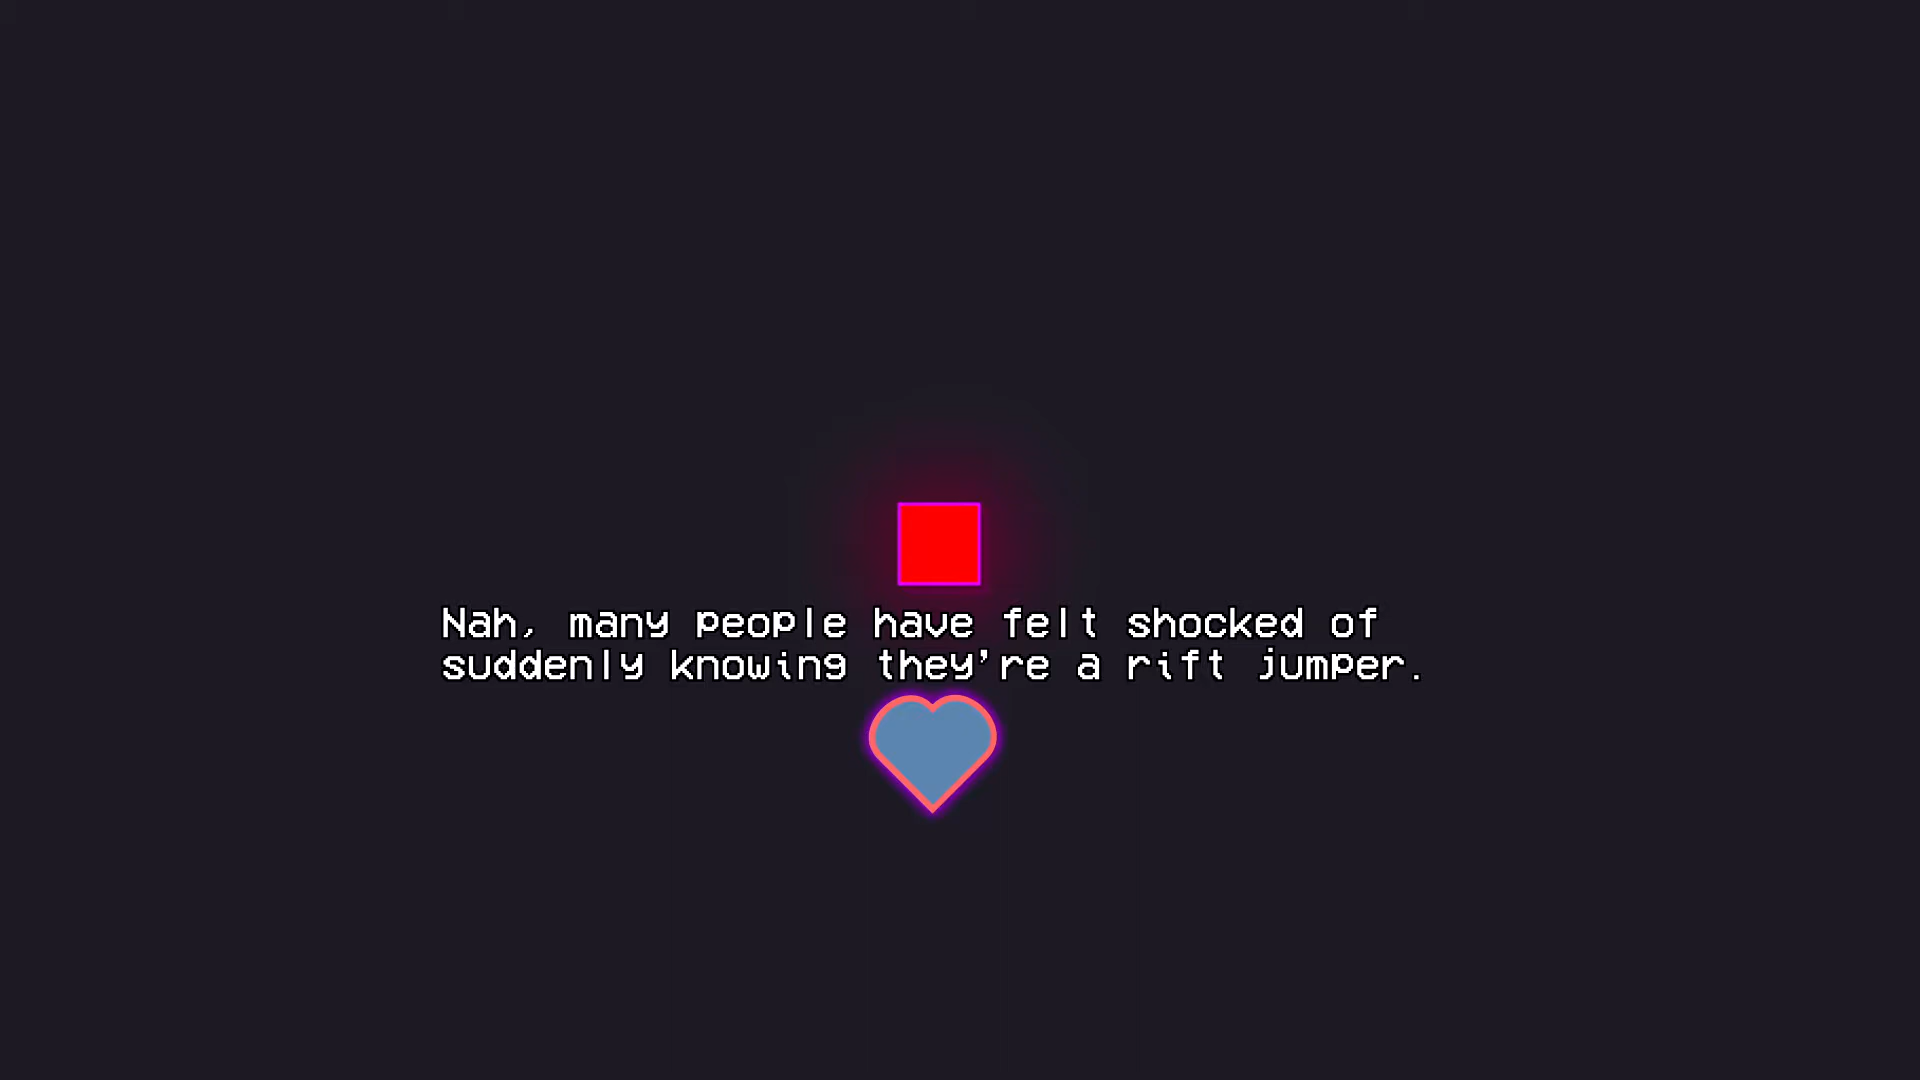 Nah, many people have felt shocked of
suddenly knowing they're a rift jumper.